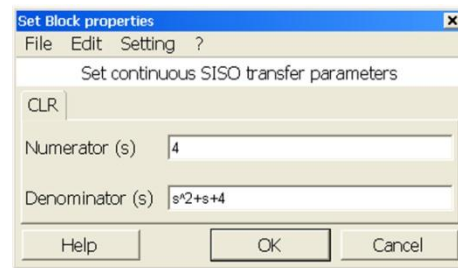 Set Block properties
File Edit Setting ?
Set continuous SISO transfer parameters
CLR
Numerator (s) 4
Denominator (s) s^2+s+4
Help OK Cancel